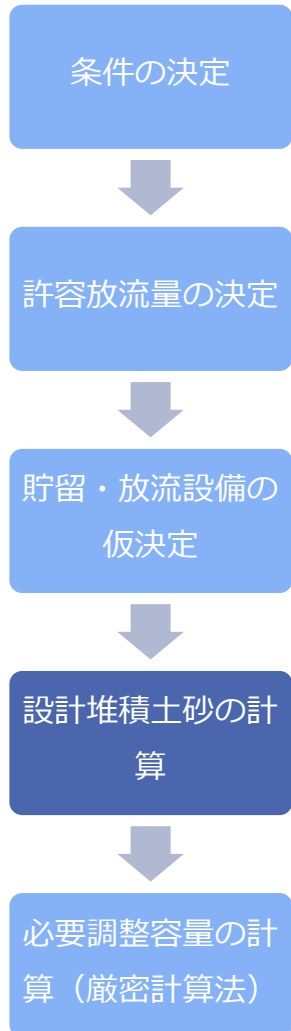 条件の決定
許容放流量の決定
貯留・放流設備の
仮決定
設計堆積土砂の計
算
必要調整容量の計
算（厳密計算法）